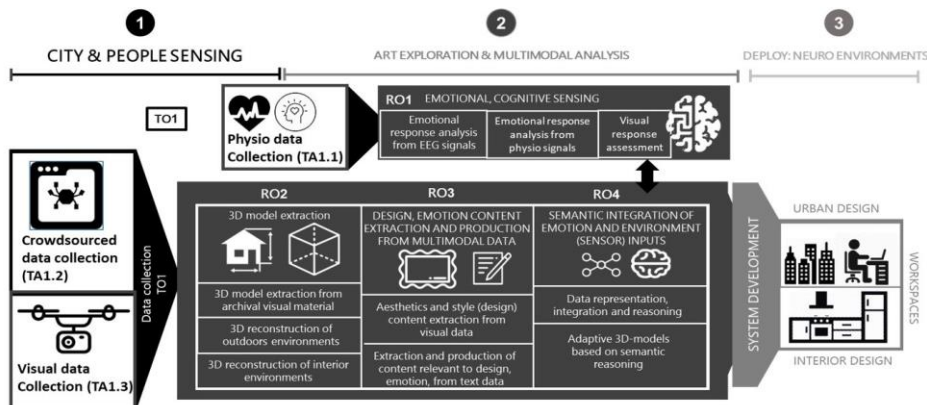 1
2
3
CITY & PEOPLE SENSING
ART EXPLORATION & MULTIMODAL ANALYSIS
DEPLOY: NEURO ENVIRONMENTS
TO1
Physio data
Collection (TA1.1)
RO1 EMOTIONAL, COGNITIVE SENSING
Emotional
response analysis
from EEG signals
Emotional response
analysis from
physio signals
Visual
response
assessment
Crowdsourced
data collection
(TA1.2)
Visual data
Collection (TA1.3)
Data collection
TO1
RO2
3D model extraction
3D model extraction from
archival visual material
3D reconstruction of
outdoors environments
3D reconstruction of interior
environments
RO3
DESIGN, EMOTION CONTENT
EXTRACTION AND PRODUCTION
FROM MULTIMODAL DATA
Aesthetics and style (design)
content extraction from
visual data
Extraction and production of
content relevant to design,
emotion, from text data
RO4
SEMANTIC INTEGRATION OF
EMOTION AND ENVIRONMENT
(SENSOR) INPUTS
Data representation,
integration and reasoning
Adaptive 3D-models
based on semantic
reasoning
SYSTEM DEVELOPMENT
URBAN DESIGN
WORKSPACES
INTERIOR DESIGN